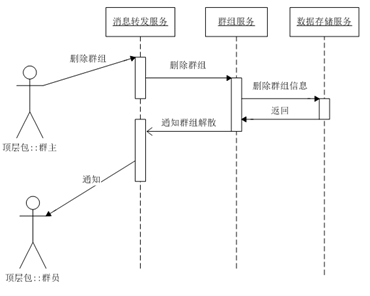 消息转发服务
群组服务
数据存储服务
删除群组
删除群组
删除群组信息
返回
通知群组解散
顶层包::群主
通知
顶层包::群员